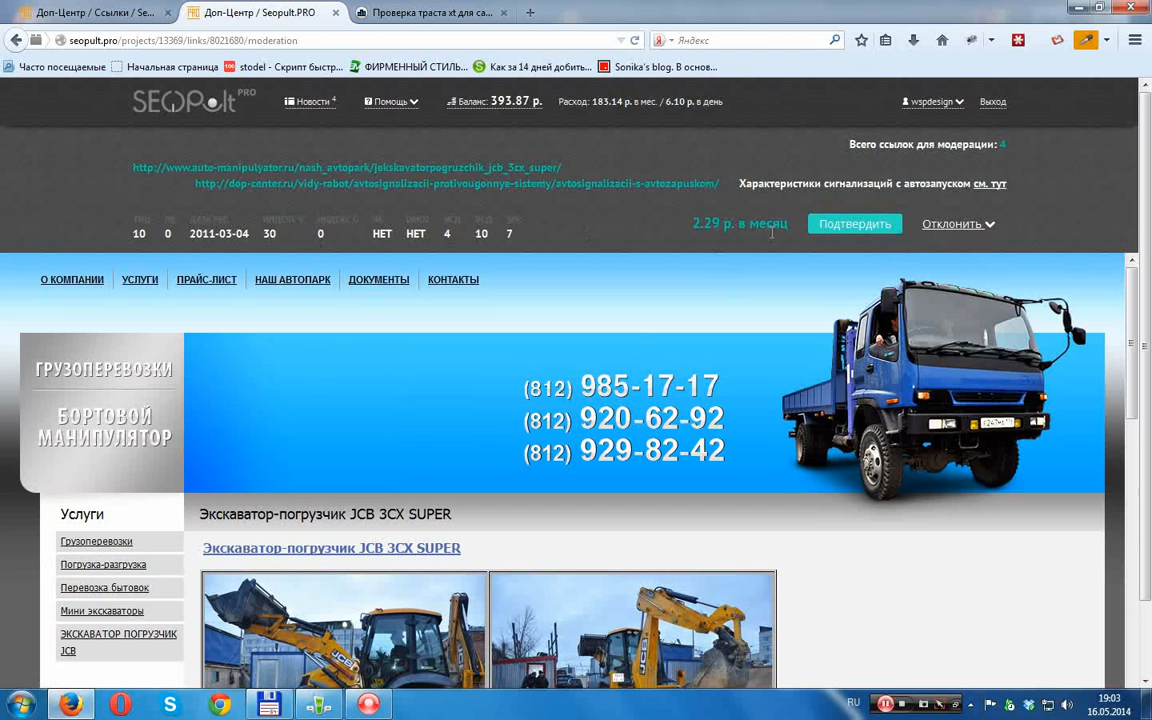 Доп-Центр / Ссылки / Se...
Доп-Центр / Seopult.PRO
Проверка траста xt для са...
seopult.pro/projects/13369/links/8021680/moderation
Яндекс
Часто посещаемые
Начальная страница
stodel - Скрипт быстр...
ФИРМЕННЫЙ СТИЛЬ...
Как за 14 дней добить...
Sonika's blog. В основ...
SEOPult PRO
Новости 4
Помощь
Баланс: 393.87 р.
Расход: 183.14 р. в мес. / 6.10 р. в день
wspdesign
Выход
Всего ссылок для модерации: 4
http://www.auto-manipulyator.ru/nash_avtopark/jekskavatorpogruzchik_jcb_3cx_super/
http://dop-center.ru/vidy-rabot/avtosignalizacii-protivougonnye-sistemy/avtosignalizacii-s-avtozapuskom/
Характеристики сигнализаций с автозапуском см. тут
10 0 2011-03-04 30 0 НЕТ НЕТ 4 10 7
2.29 р. в месяц
Подтвердить
Отклонить
О КОМПАНИИ
УСЛУГИ
ПРАЙС-ЛИСТ
НАШ АВТОПАРК
ДОКУМЕНТЫ
КОНТАКТЫ
ГРУЗОПЕРЕВОЗКИ
БОРТОВОЙ
МАНИПУЛЯТОР
(812) 985-17-17
(812) 920-62-92
(812) 929-82-42
Услуги
Грузоперевозки
Погрузка-разгрузка
Перевозка бытовок
Мини экскаваторы
ЭКСКАВАТОР ПОГРУЗЧИК
JCB
Экскаватор-погрузчик JCB 3CX SUPER
Экскаватор-погрузчик JCB 3CX SUPER
RU
19:03
16.05.2014